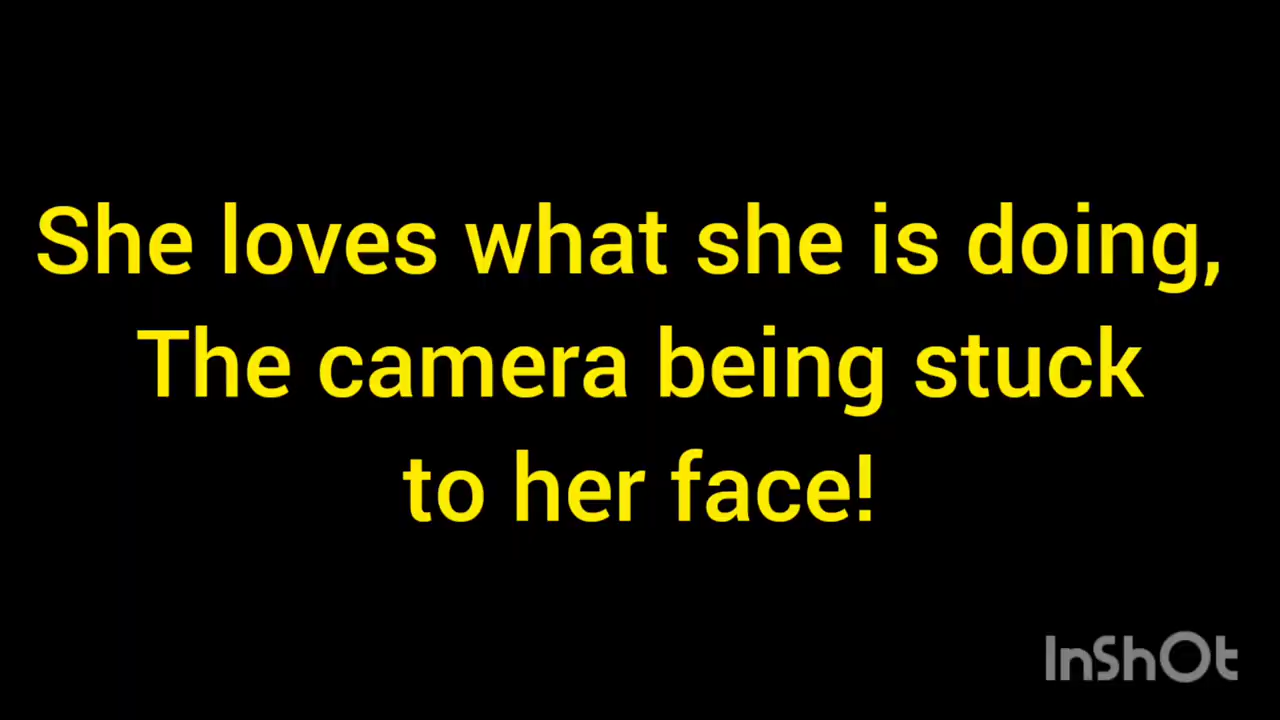 She loves what she is doing,
The camera being stuck
to her face!
InShOt